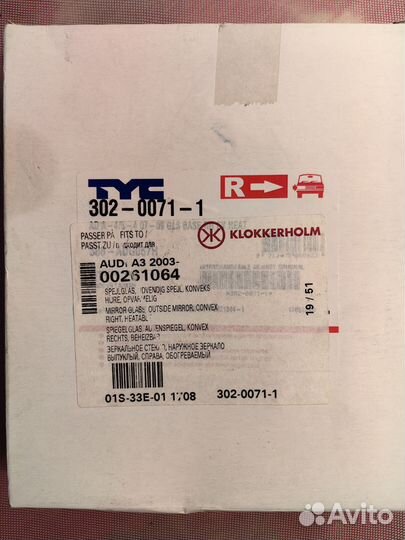 TYC
R
302-0071-1
PASSER PÅ FITS TO /
PASST ZU / ПОДХОДИТ ДЛЯ
KLOKKERHOLM
AUDI A3 2003-
00261064
SPEJLGLAS, UDVENDIG SPEJL, KONVEKS
HØJRE, OPVARMELIG
MIRROR GLASS, OUTSIDE MIRROR, CONVEX
RIGHT, HEATABLE
SPIEGELGLAS, AUßENSPIEGEL, KONVEX
RECHTS, BEHEIZBAR
ЗЕРКАЛЬНОЕ СТЕКЛО, НАРУЖНОЕ ЗЕРКАЛО
ВЫПУКЛЫЙ, СПРАВА, ОБОГРЕВАЕМЫЙ
19 / 51
01S-33E-01 1708
302-0071-1
Avito